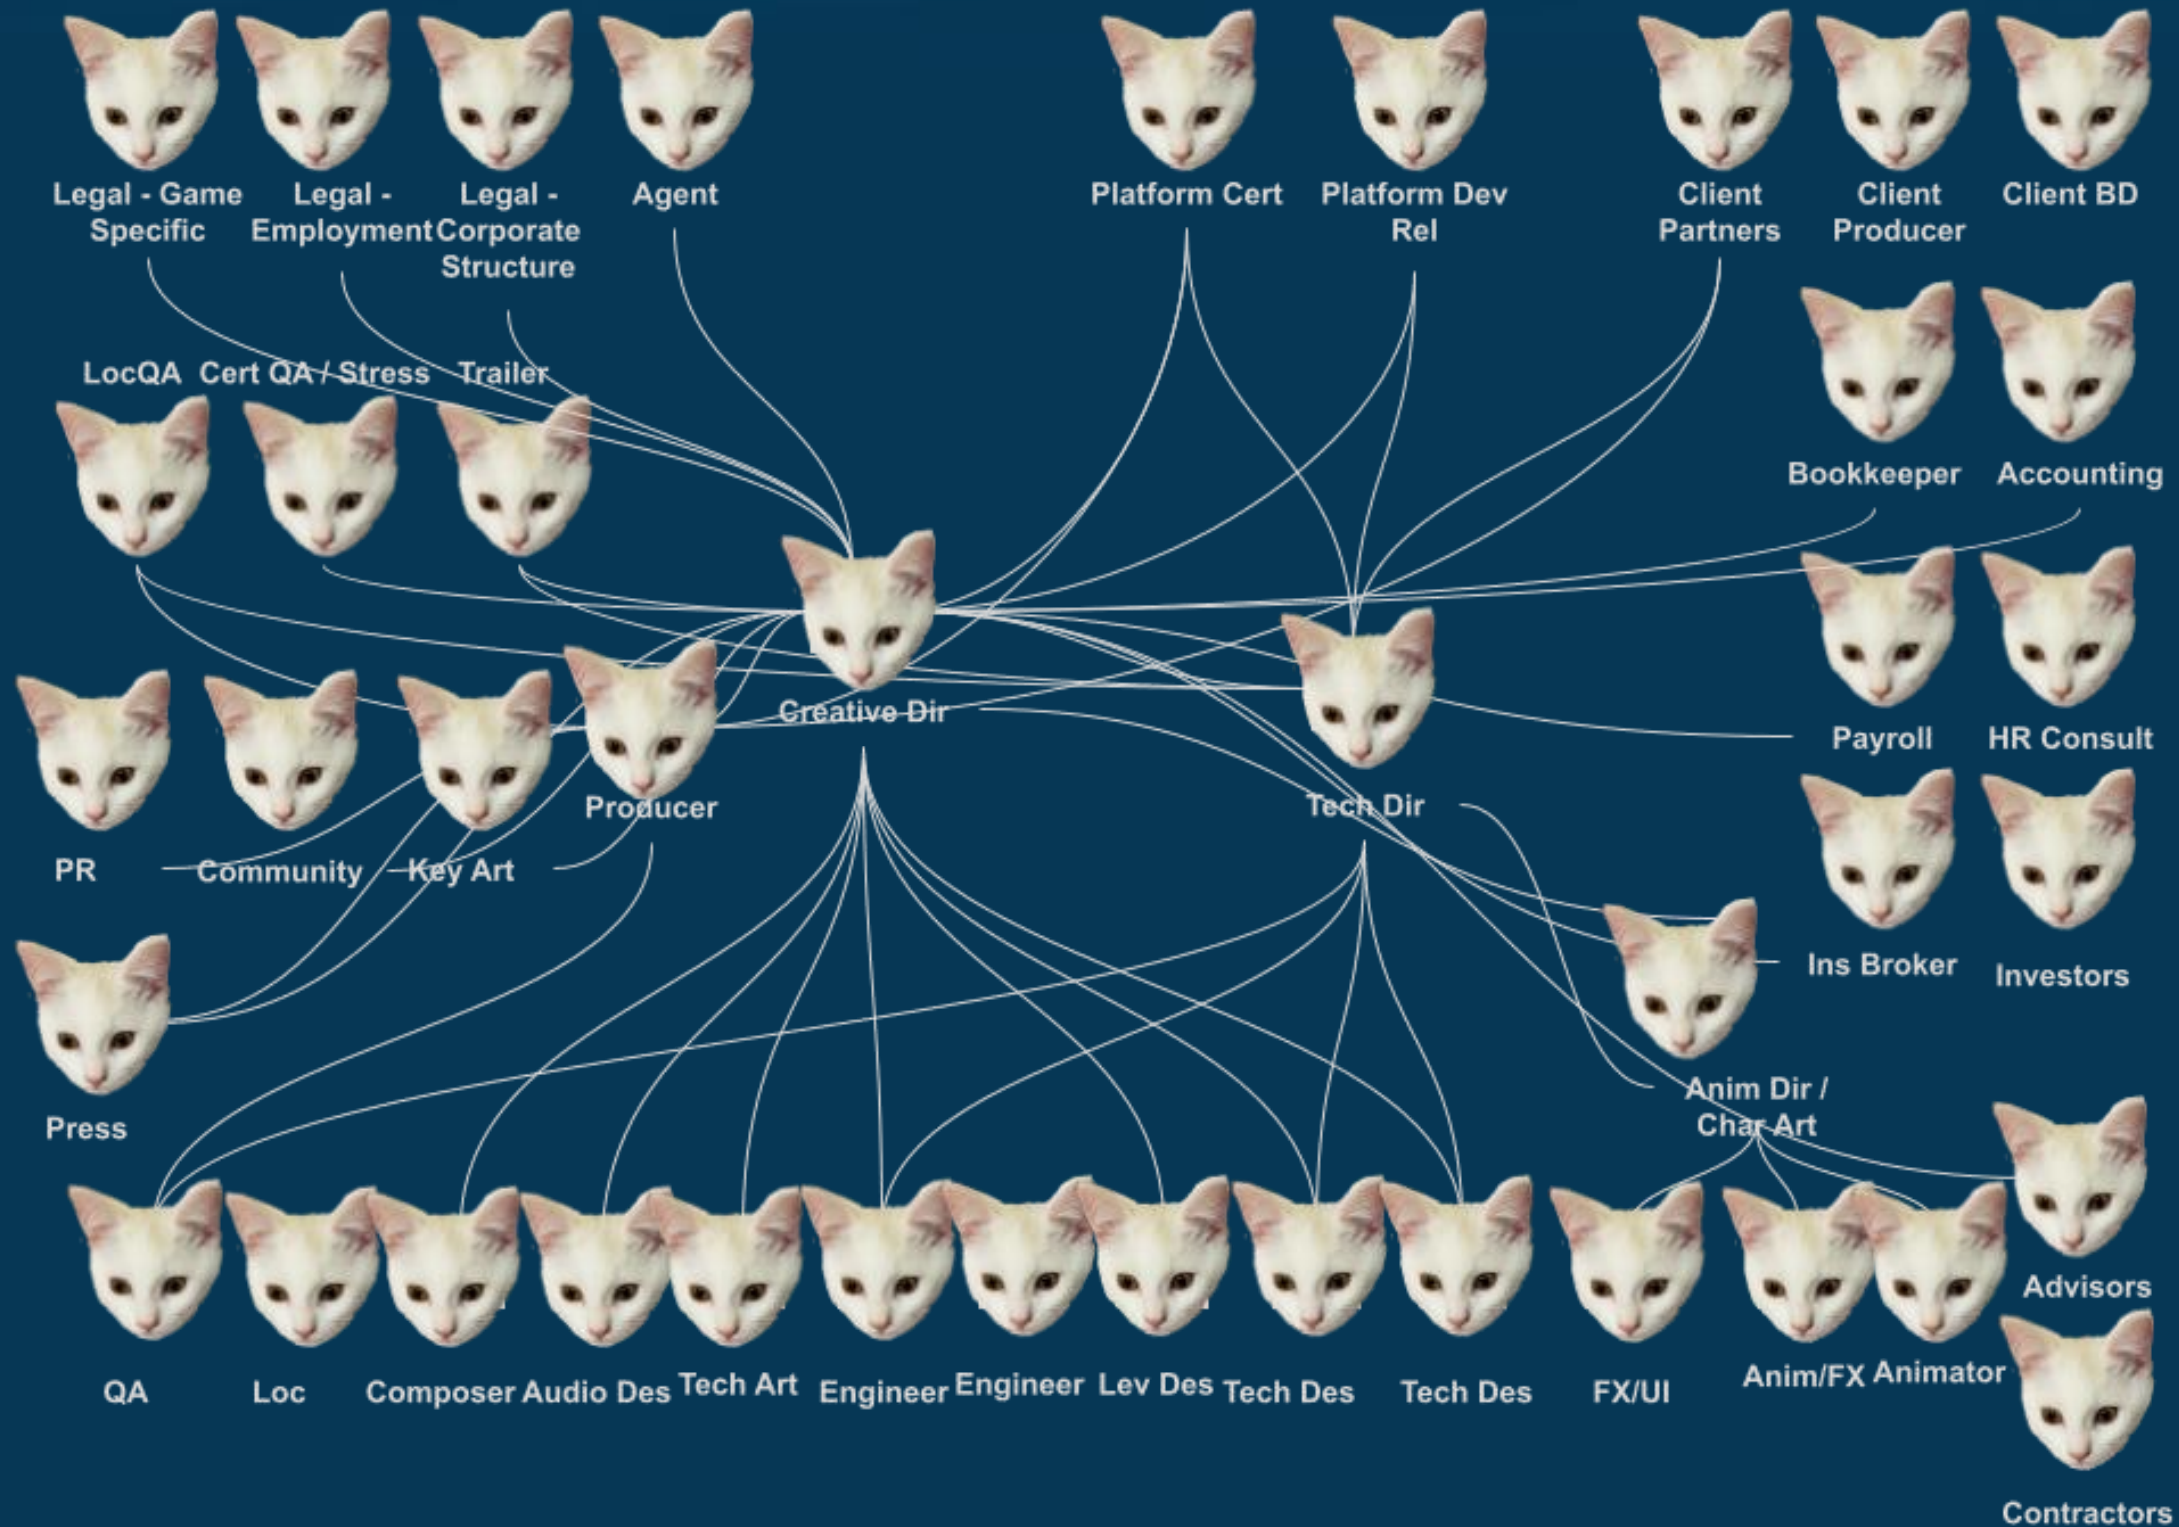 Legal - Game
Specific
Legal -
Employment
Legal -
Corporate
Structure
Agent
Platform Cert
Platform Dev
Rel
Client
Partners
Client
Producer
Client BD
LocQA
Cert QA / Stress
Trailer
Bookkeeper
Accounting
Creative Dir
Payroll
HR Consult
Producer
Tech Dir
PR
Community
Key Art
Ins Broker
Investors
Press
Anim Dir /
Char Art
Advisors
QA
Loc
Composer
Audio Des
Tech Art
Engineer
Engineer
Lev Des
Tech Des
Tech Des
FX/UI
Anim/FX
Animator
Contractors